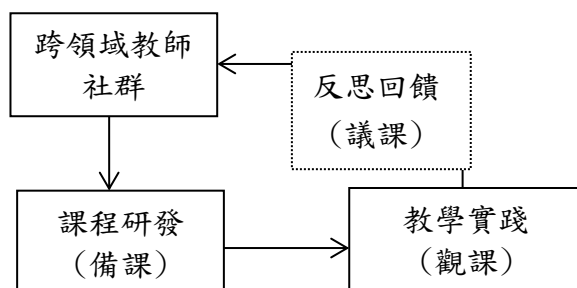 跨領域教師
社群
反思回饋
（議課）
課程研發
（備課）
教學實踐
（觀課）